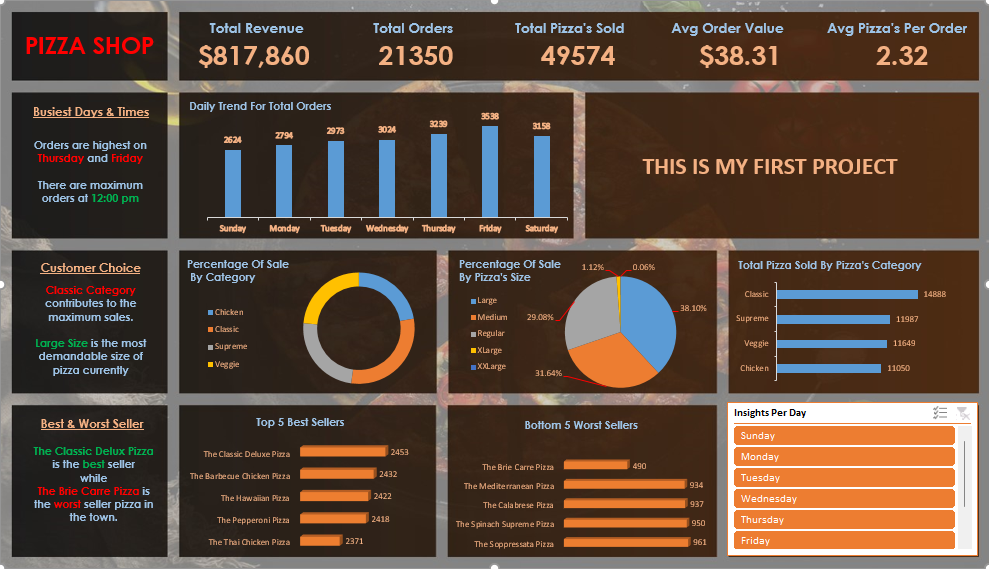 PIZZA SHOP
Total Revenue
$817,860
Total Orders
21350
Total Pizza's Sold
49574
Avg Order Value
$38.31
Avg Pizza's Per Order
2.32
Busiest Days & Times
Orders are highest on
Thursday and Friday
There are maximum
orders at 12:00 pm
Daily Trend For Total Orders
2624
2794
2973
3024
3239
3538
3158
Sunday
Monday
Tuesday
Wednesday
Thursday
Friday
Saturday
THIS IS MY FIRST PROJECT
Customer Choice
Classic Category
contributes to the
maximum sales.
Large Size is the most
demandable size of
pizza currently
Percentage Of Sale
By Category
Chicken
Classic
Supreme
Veggie
Percentage Of Sale
By Pizza's Size
Large
Medium
Regular
XLarge
XXLarge
1.12%
0.06%
38.10%
29.08%
31.64%
Total Pizza Sold By Pizza's Category
Classic
14888
Supreme
11987
Veggie
11649
Chicken
11050
Best & Worst Seller
The Classic Delux Pizza
is the best seller
while
The Brie Carre Pizza is
the worst seller pizza in
the town.
Top 5 Best Sellers
The Classic Deluxe Pizza
2453
The Barbecue Chicken Pizza
2432
The Hawaiian Pizza
2422
The Pepperoni Pizza
2418
The Thai Chicken Pizza
2371
Bottom 5 Worst Sellers
The Brie Carre Pizza
490
The Mediterranean Pizza
934
The Calabrese Pizza
937
The Spinach Supreme Pizza
950
The Soppressata Pizza
961
Insights Per Day
Sunday
Monday
Tuesday
Wednesday
Thursday
Friday